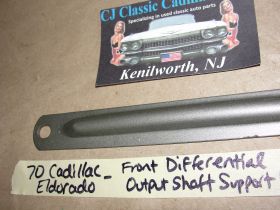 CJ Classic Cadillac
Specializing in used classic auto parts
Kenilworth, NJ
70 Cadillac - Front Differential
Eldorado Output Shaft Support